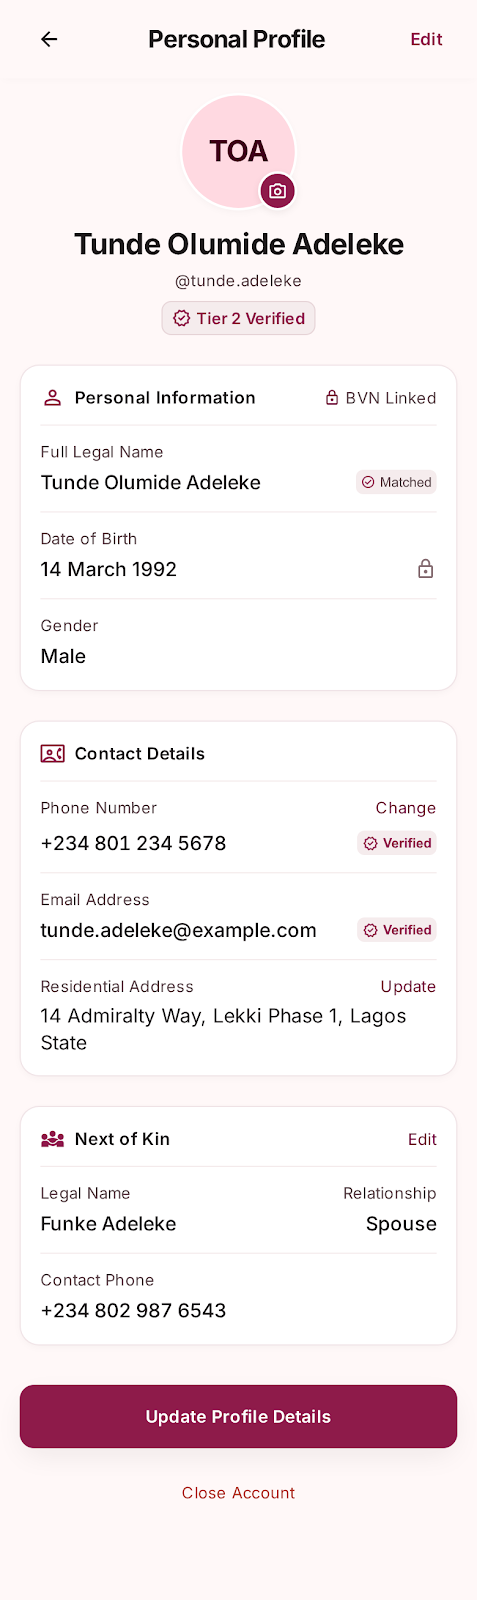 Personal Profile
Edit
TOA
Tunde Olumide Adeleke
@tunde.adeleke
Tier 2 Verified
Personal Information
BVN Linked
Full Legal Name
Tunde Olumide Adeleke
Matched
Date of Birth
14 March 1992
Gender
Male
Contact Details
Phone Number
Change
+234 801 234 5678
Verified
Email Address
tunde.adeleke@example.com
Verified
Residential Address
Update
14 Admiralty Way, Lekki Phase 1, Lagos
State
Next of Kin
Edit
Legal Name
Relationship
Funke Adeleke
Spouse
Contact Phone
+234 802 987 6543
Update Profile Details
Close Account